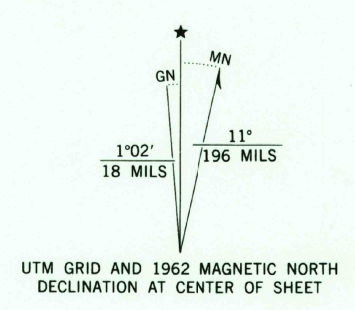 ★
MN
GN
1°02'
18 MILS
11°
196 MILS
UTM GRID AND 1962 MAGNETIC NORTH
DECLINATION AT CENTER OF SHEET